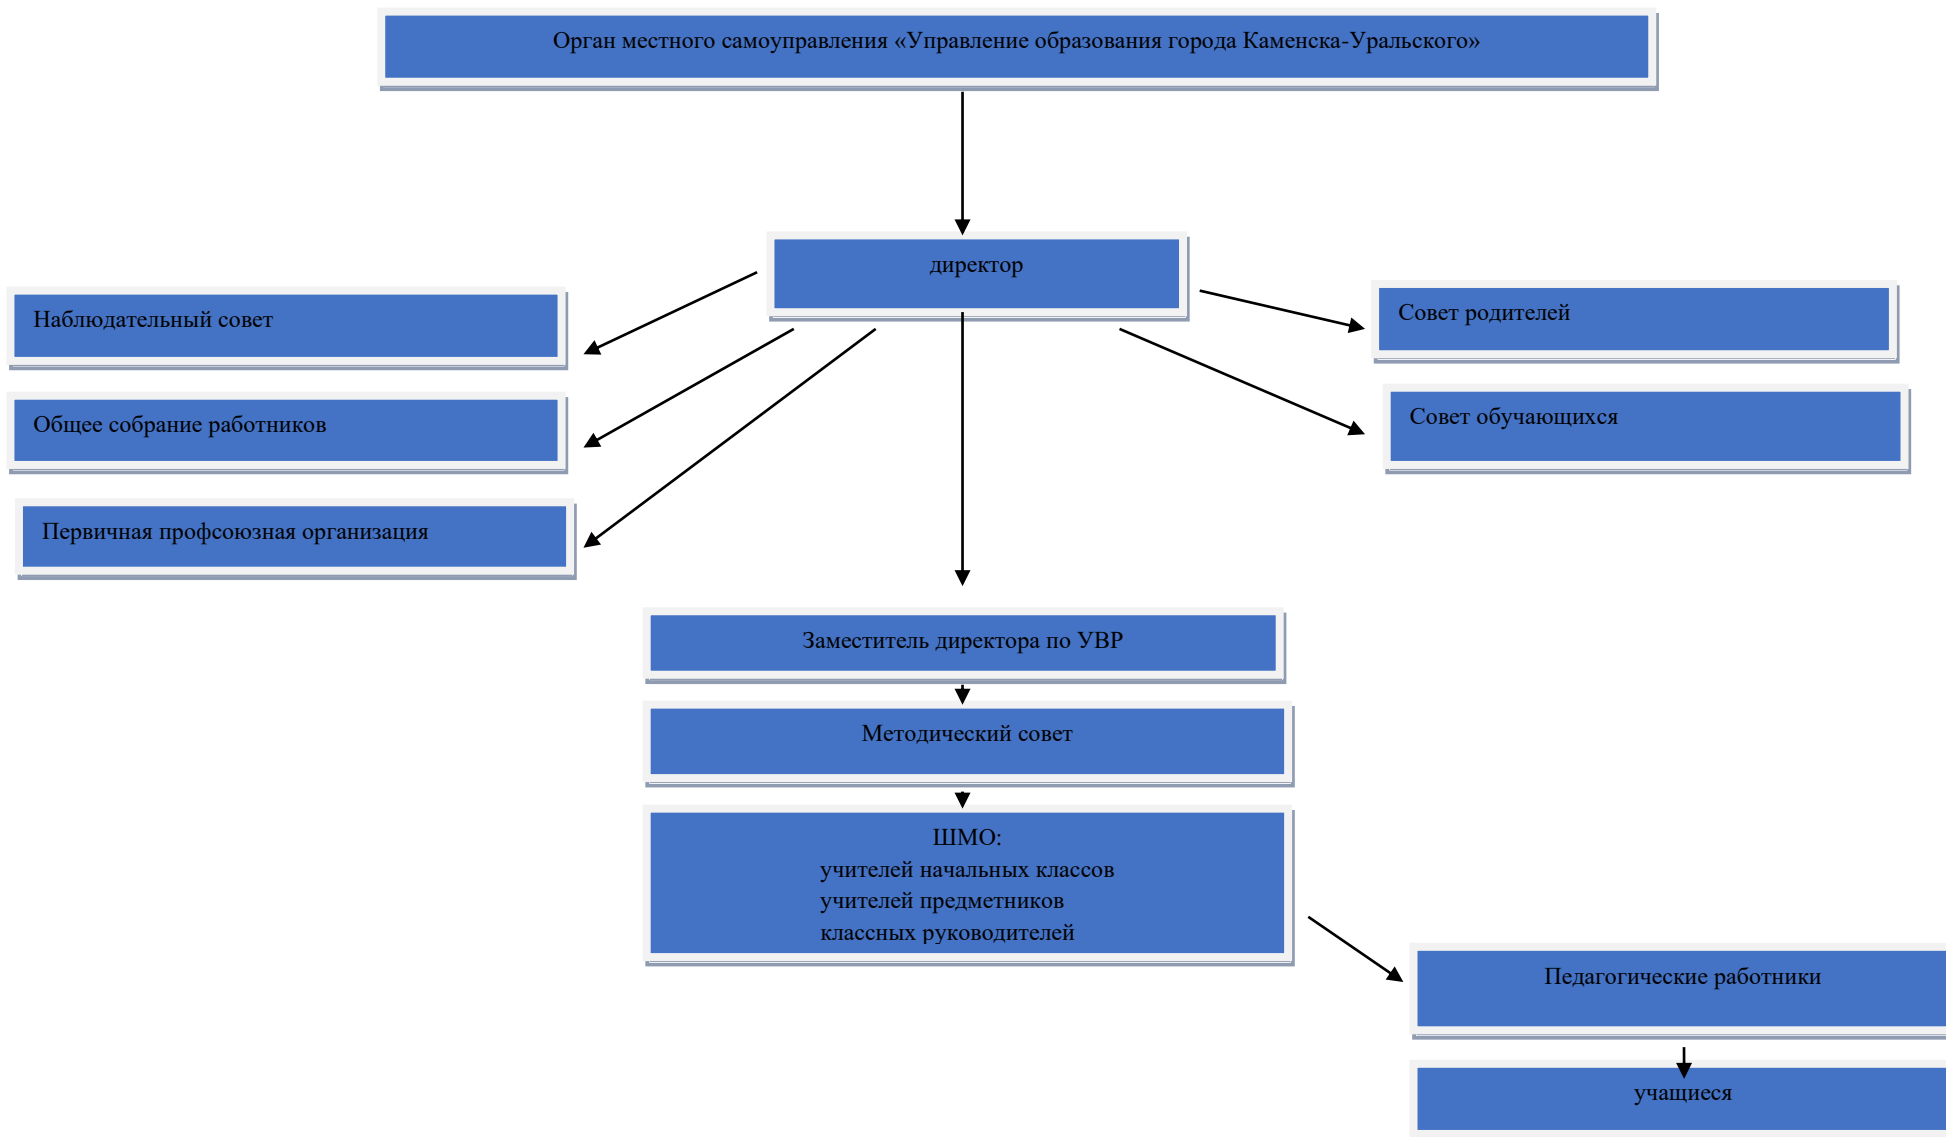 Орган местного самоуправления «Управление образования города Каменска-Уральского»
директор
Наблюдательный совет
Совет родителей
Общее собрание работников
Совет обучающихся
Первичная профсоюзная организация
Заместитель директора по УВР
Методический совет
ШМО:
учителей начальных классов
учителей предметников
классных руководителей
Педагогические работники
учащиеся